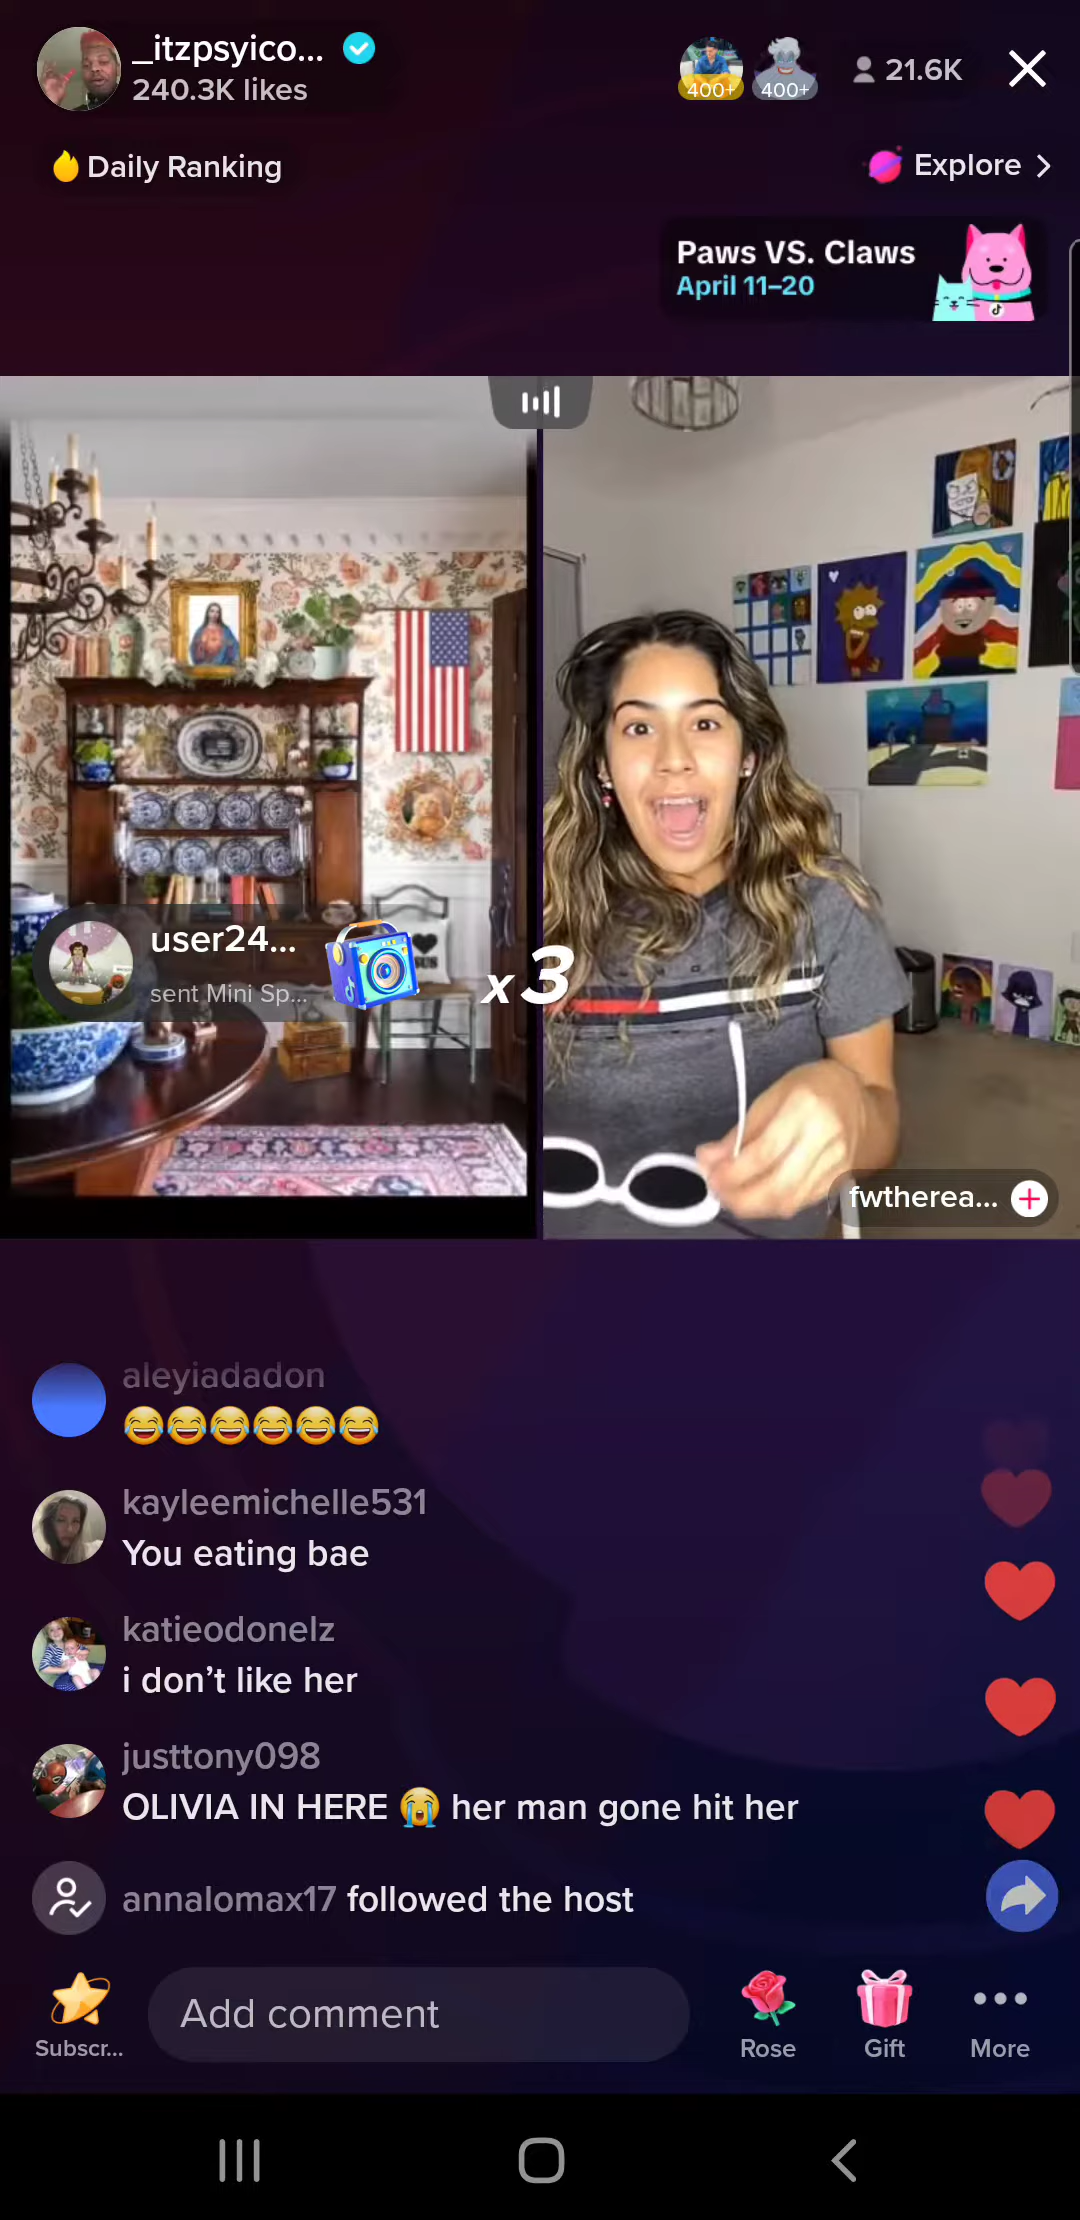 _itzpsyico...
240.3K likes
400+
400+
21.6K
Daily Ranking
Explore
Paws VS. Claws
April 11–20
user24...
sent Mini Sp...
x3
fwtherea...
aleyiadadon
😂😂😂😂😂😂
kayleemichelle531
You eating bae
katieodonelz
i don’t like her
justtony098
OLIVIA IN HERE 😭 her man gone hit her
annalomax17 followed the host
Subscr...
Add comment
Rose
Gift
More